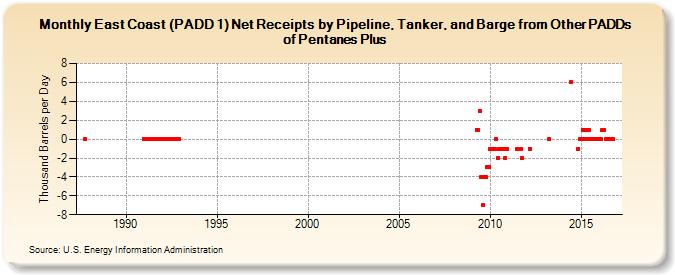 Monthly East Coast (PADD 1) Net Receipts by Pipeline, Tanker, and Barge from Other PADDs
of Pentanes Plus
Thousand Barrels per Day
8
6
4
2
0
-2
-4
-6
-8
1990 1995 2000 2005 2010 2015
Source: U.S. Energy Information Administration